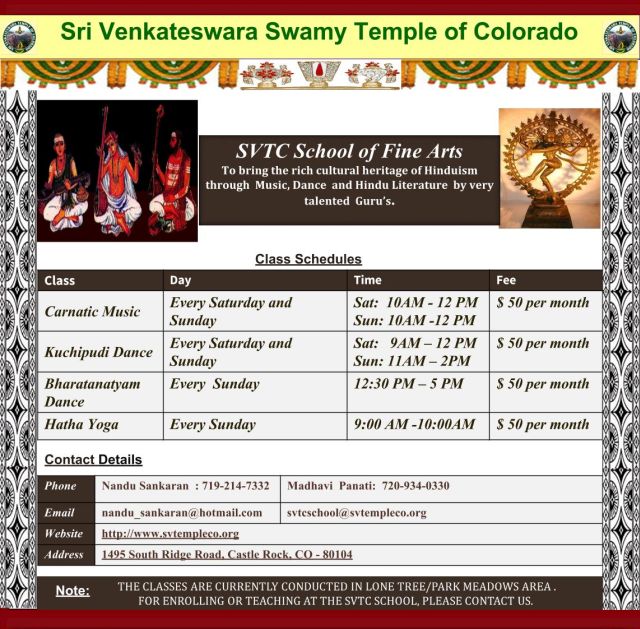 Sri Venkateswara Swamy Temple of Colorado
SVTC School of Fine Arts
To bring the rich cultural heritage of Hinduism
through Music, Dance and Hindu Literature by very
talented Guru's.
Class Schedules
Class Day Time Fee
Carnatic Music Every Saturday and Sunday Sat: 10AM - 12 PM Sun: 10AM -12 PM $ 50 per month
Kuchipudi Dance Every Saturday and Sunday Sat: 9AM – 12 PM Sun: 11AM – 2PM $ 50 per month
Bharatanatyam Dance Every Sunday 12:30 PM – 5 PM $ 50 per month
Hatha Yoga Every Sunday 9:00 AM -10:00AM $ 50 per month
Contact Details
Phone Nandu Sankaran : 719-214-7332 Madhavi Panati: 720-934-0330
Email nandu_sankaran@hotmail.com svtcschool@svtempleco.org
Website http://www.svtempleco.org
Address 1495 South Ridge Road, Castle Rock, CO - 80104
Note: THE CLASSES ARE CURRENTLY CONDUCTED IN LONE TREE/PARK MEADOWS AREA .
FOR ENROLLING OR TEACHING AT THE SVTC SCHOOL, PLEASE CONTACT US.